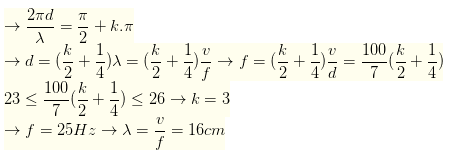 → 2πd/λ = π/2 + k.π
→ d = (k/2 + 1/4)λ = (k/2 + 1/4) v/f → f = (k/2 + 1/4) v/d = 100/7 (k/2 + 1/4)
23 ≤ 100/7 (k/2 + 1/4) ≤ 26 → k = 3
→ f = 25Hz → λ = v/f = 16cm